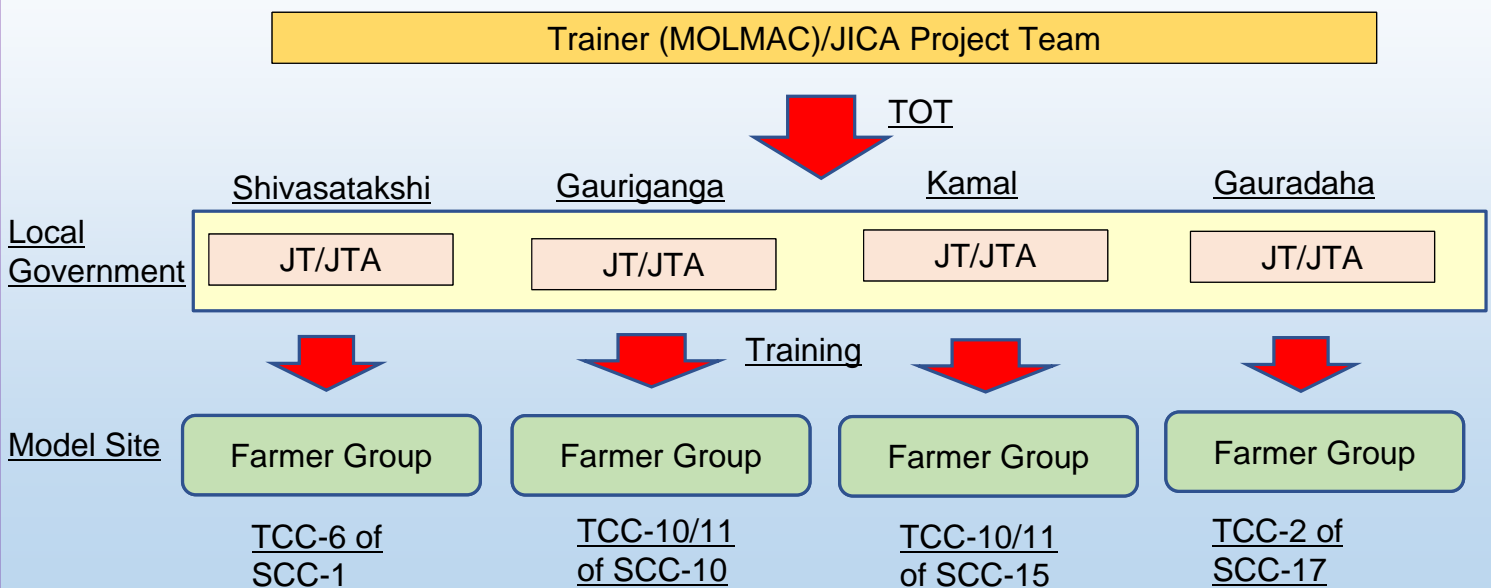 Trainer (MOLMAC)/JICA Project Team
TOT
Shivasatakshi
Gauriganga
Kamal
Gauradaha
Local
Government
JT/JTA
JT/JTA
JT/JTA
JT/JTA
Training
Model Site
Farmer Group
Farmer Group
Farmer Group
Farmer Group
TCC-6 of
SCC-1
TCC-10/11
of SCC-10
TCC-10/11
of SCC-15
TCC-2 of
SCC-17